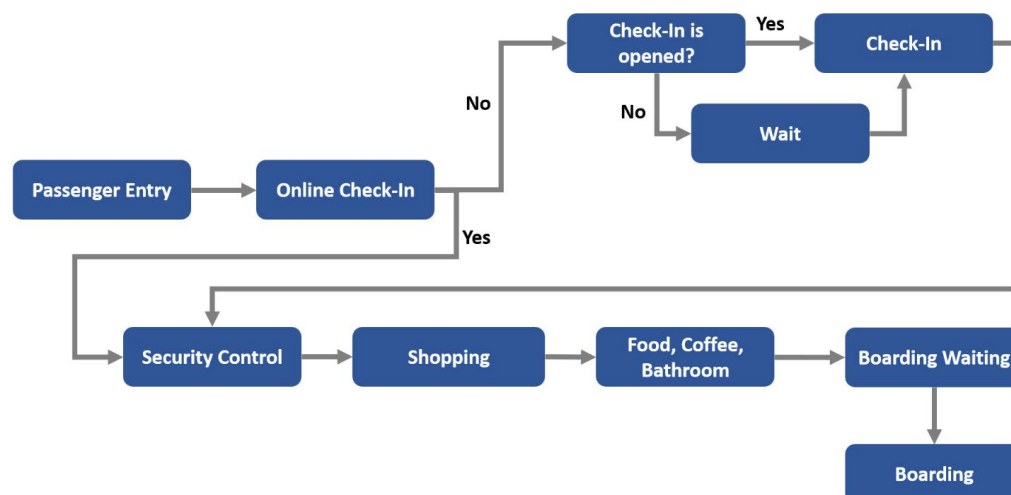 Check-In is
opened?
Yes
Check-In
No
No
Wait
Passenger Entry
Online Check-In
Yes
Security Control
Shopping
Food, Coffee,
Bathroom
Boarding Waiting
Boarding